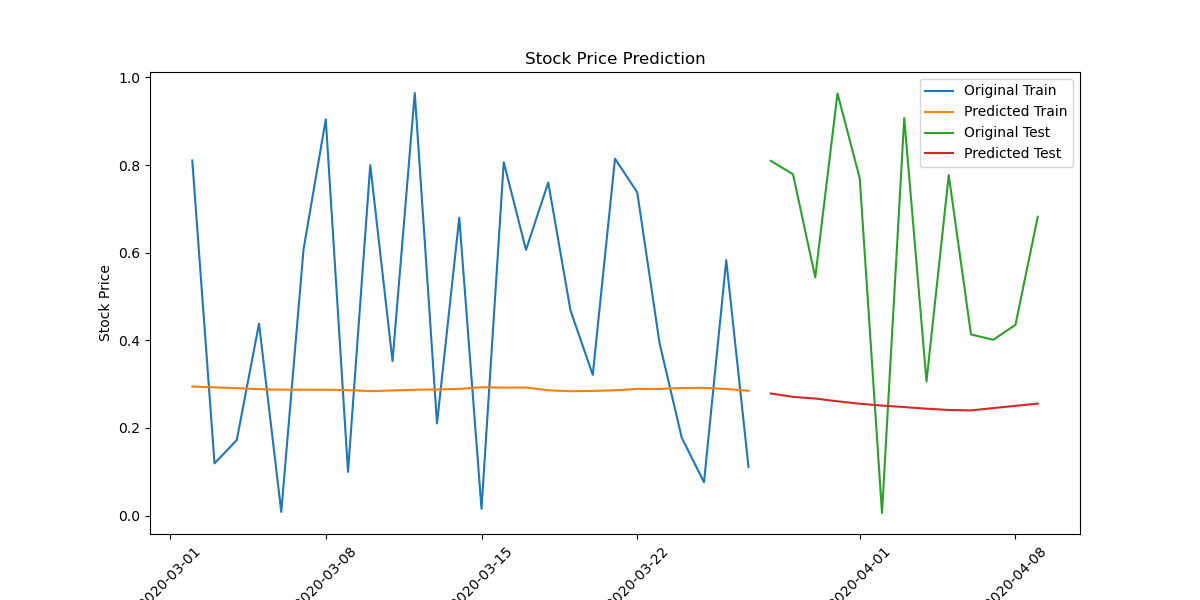 Stock Price Prediction
Original Train
Predicted Train
Original Test
Predicted Test
Stock Price
1.0
0.8
0.6
0.4
0.2
0.0
2020-03-01
2020-03-08
2020-03-15
2020-03-22
2020-04-01
2020-04-08